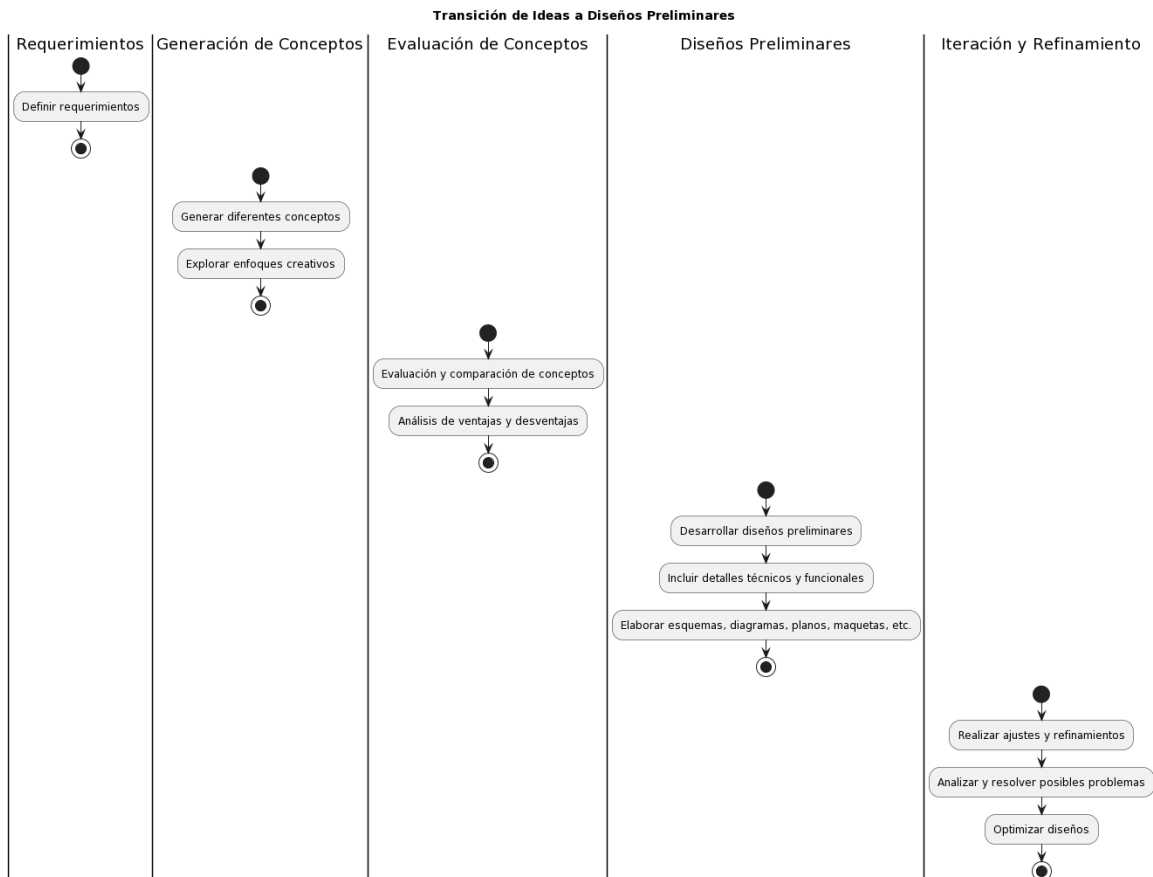 Transición de Ideas a Diseños Preliminares
Requerimientos
Generación de Conceptos
Evaluación de Conceptos
Diseños Preliminares
Iteración y Refinamiento
Definir requerimientos
Generar diferentes conceptos
Explorar enfoques creativos
Evaluación y comparación de conceptos
Análisis de ventajas y desventajas
Desarrollar diseños preliminares
Incluir detalles técnicos y funcionales
Elaborar esquemas, diagramas, planos, maquetas, etc.
Realizar ajustes y refinamientos
Analizar y resolver posibles problemas
Optimizar diseños